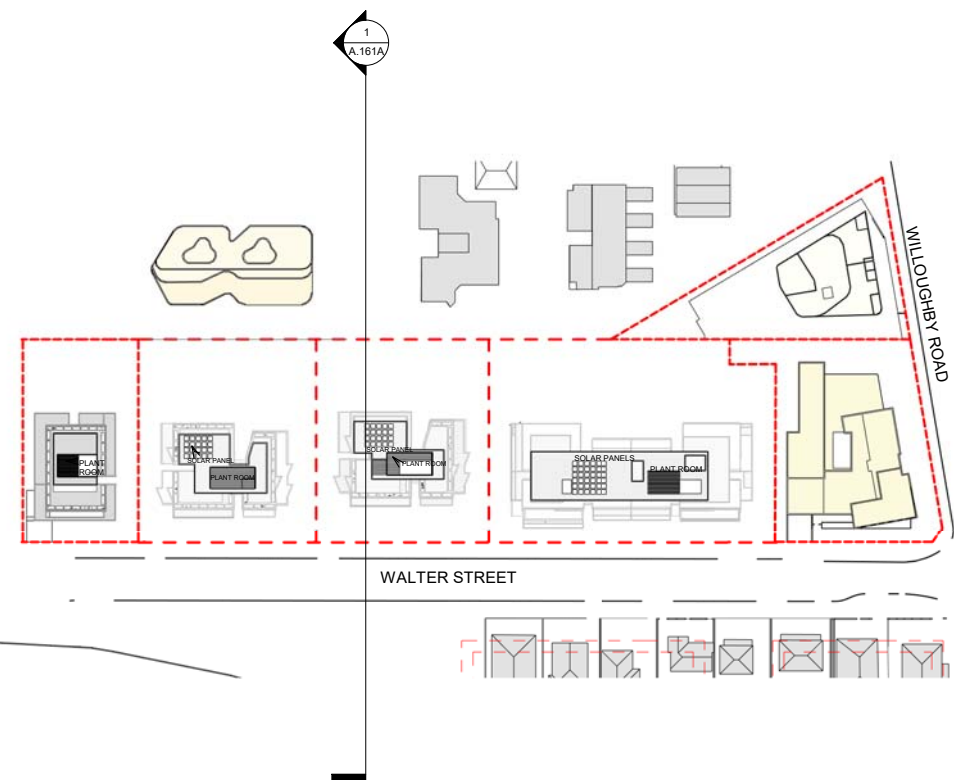 1
A.161A
WILLOUGHBY ROAD
PLANT
ROOM
SOLAR PANEL
PLANT ROOM
SOLAR PANEL
PLANT ROOM
SOLAR PANELS
PLANT ROOM
WALTER STREET